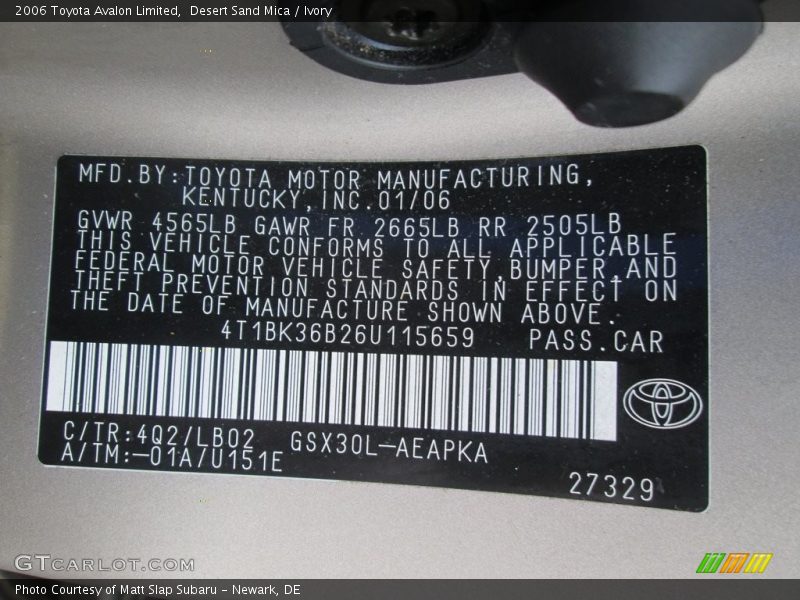 2006 Toyota Avalon Limited,  Desert Sand Mica / Ivory
MFD.BY:TOYOTA MOTOR MANUFACTURING,
KENTUCKY,INC.01/06
GVWR 4565LB GAWR FR 2665LB RR 2505LB
THIS VEHICLE CONFORMS TO ALL APPLICABLE
FEDERAL MOTOR VEHICLE SAFETY,BUMPER,AND
THEFT PREVENTION STANDARDS IN EFFECT ON
THE DATE OF MANUFACTURE SHOWN ABOVE.
4T1BK36B26U115659 PASS.CAR
C/TR:4Q2/LB02 GSX30L-AEAPKA
A/TM:-01A/U151E
27329
GTCARLOT.COM
Photo Courtesy of Matt Slap Subaru - Newark, DE